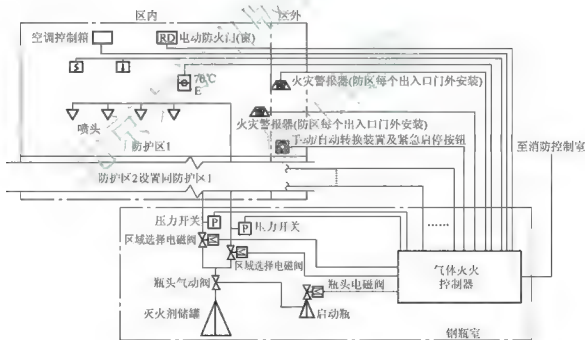 区内
区外
空调控制箱
RD 电动防火门(窗)
70℃
E
火灾警报器(防区每个出入口门外安装)
喷头
火灾警报器(防区每个出入口门外安装)
防护区1
手动/自动转换装置及紧急启停按钮
至消防控制室
防护区2设置同防护区1
压力开关 P
P 压力开关
......
区域选择电磁阀
区域选择电磁阀
气体灭火
控制器
瓶头气动阀
瓶头电磁阀
灭火剂储罐
启动瓶
钢瓶室